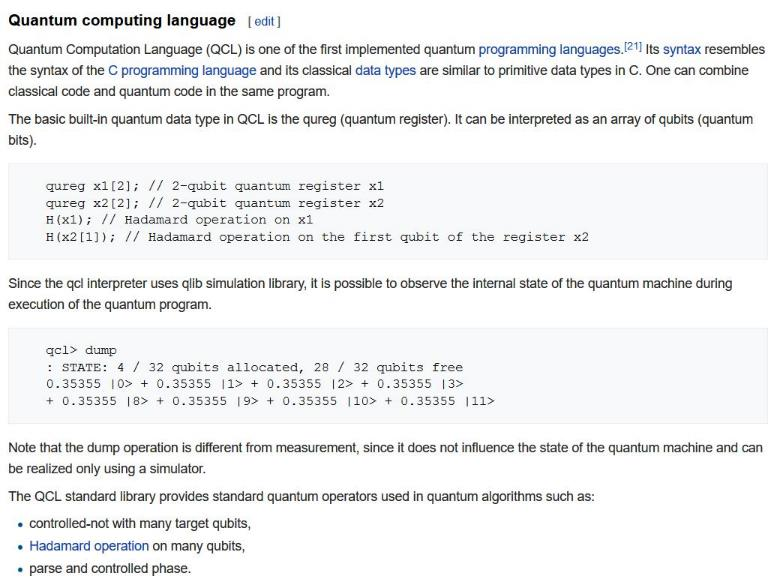 Quantum computing language [edit]
Quantum Computation Language (QCL) is one of the first implemented quantum programming languages.[21] Its syntax resembles
the syntax of the C programming language and its classical data types are similar to primitive data types in C. One can combine
classical code and quantum code in the same program.
The basic built-in quantum data type in QCL is the qureg (quantum register). It can be interpreted as an array of qubits (quantum
bits).
qureg x1[2]; // 2-qubit quantum register x1
qureg x2[2]; // 2-qubit quantum register x2
H(x1); // Hadamard operation on x1
H(x2[1]); // Hadamard operation on the first qubit of the register x2
Since the qcl interpreter uses qlib simulation library, it is possible to observe the internal state of the quantum machine during
execution of the quantum program.
qcl> dump
: STATE: 4 / 32 qubits allocated, 28 / 32 qubits free
0.35355 |0> + 0.35355 |1> + 0.35355 |2> + 0.35355 |3>
+ 0.35355 |8> + 0.35355 |9> + 0.35355 |10> + 0.35355 |11>
Note that the dump operation is different from measurement, since it does not influence the state of the quantum machine and can
be realized only using a simulator.
The QCL standard library provides standard quantum operators used in quantum algorithms such as:
• controlled-not with many target qubits,
• Hadamard operation on many qubits,
• parse and controlled phase.